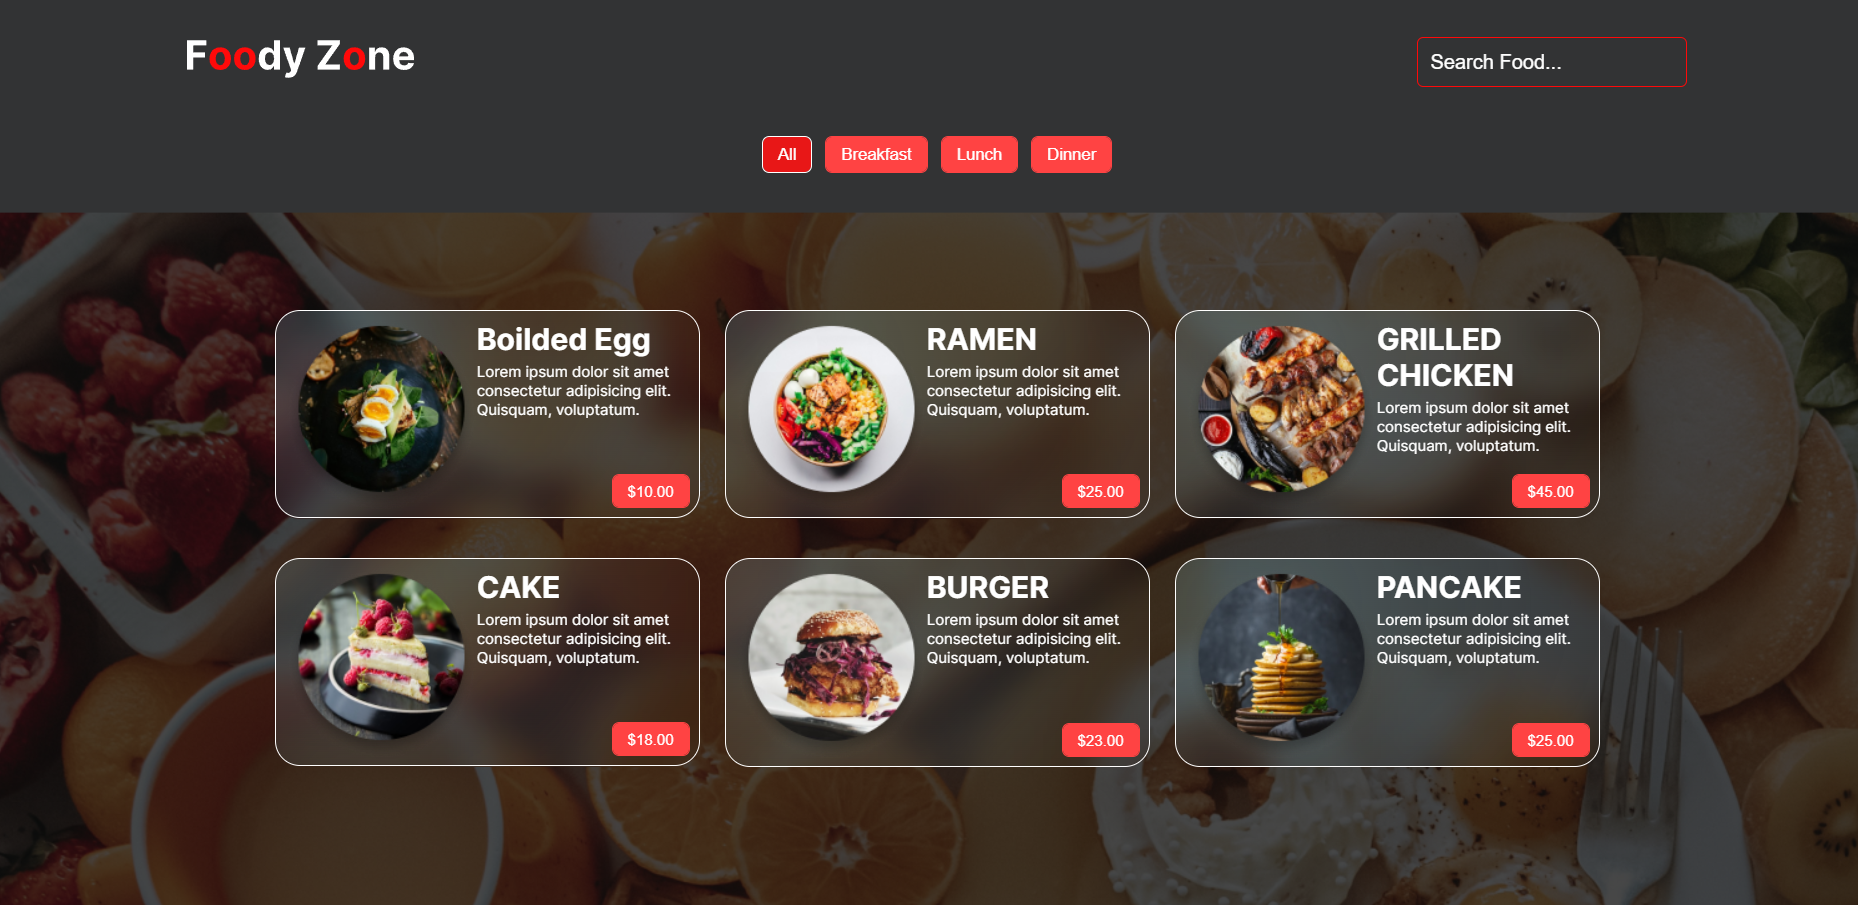 Foody Zone
Search Food...
All
Breakfast
Lunch
Dinner
Boilded Egg
Lorem ipsum dolor sit amet
consectetur adipisicing elit.
Quisquam, voluptatum.
$10.00
RAMEN
Lorem ipsum dolor sit amet
consectetur adipisicing elit.
Quisquam, voluptatum.
$25.00
GRILLED
CHICKEN
Lorem ipsum dolor sit amet
consectetur adipisicing elit.
Quisquam, voluptatum.
$45.00
CAKE
Lorem ipsum dolor sit amet
consectetur adipisicing elit.
Quisquam, voluptatum.
$18.00
BURGER
Lorem ipsum dolor sit amet
consectetur adipisicing elit.
Quisquam, voluptatum.
$23.00
PANCAKE
Lorem ipsum dolor sit amet
consectetur adipisicing elit.
Quisquam, voluptatum.
$25.00